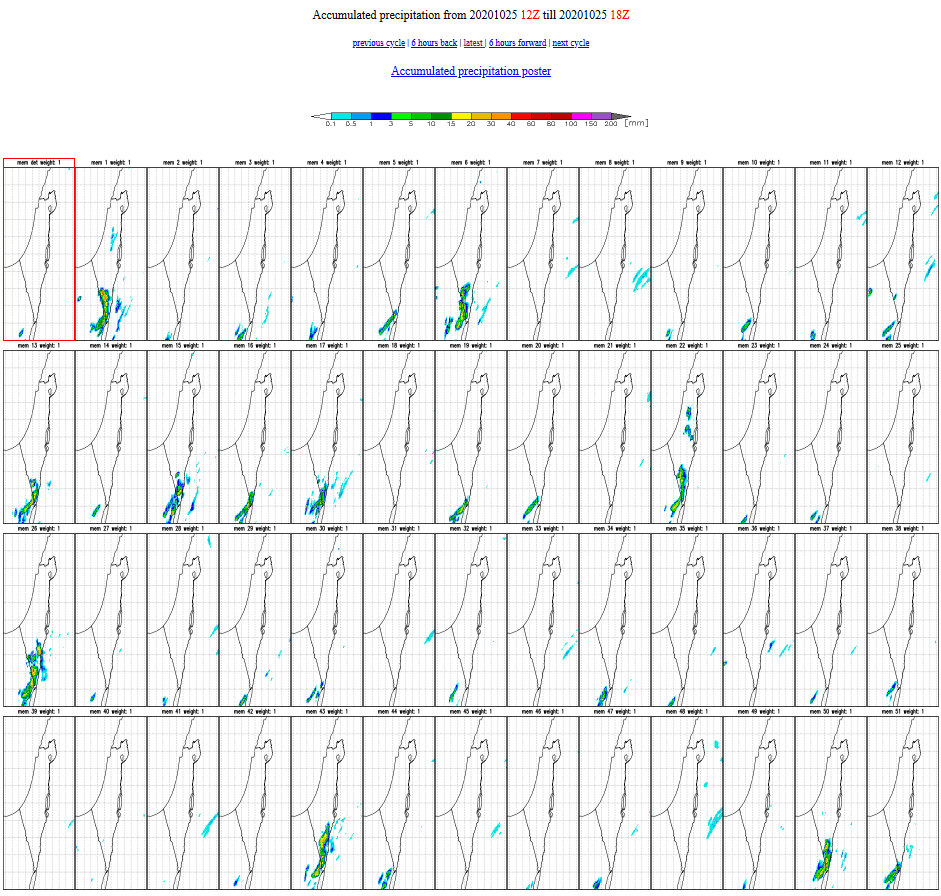 Accumulated precipitation from 20201025 12Z till 20201025 18Z
previous cycle | 6 hours back | latest | 6 hours forward | next cycle
Accumulated precipitation poster
0.1 0.5 1 3 5 10 15 20 30 40 60 80 100 150 200 [mm]
mem det weight: 1 mem 1 weight: 1 mem 2 weight: 1 mem 3 weight: 1 mem 4 weight: 1 mem 5 weight: 1 mem 6 weight: 1 mem 7 weight: 1 mem 8 weight: 1 mem 9 weight: 1 mem 10 weight: 1 mem 11 weight: 1 mem 12 weight: 1
mem 13 weight: 1 mem 14 weight: 1 mem 15 weight: 1 mem 16 weight: 1 mem 17 weight: 1 mem 18 weight: 1 mem 19 weight: 1 mem 20 weight: 1 mem 21 weight: 1 mem 22 weight: 1 mem 23 weight: 1 mem 24 weight: 1 mem 25 weight: 1
mem 26 weight: 1 mem 27 weight: 1 mem 28 weight: 1 mem 29 weight: 1 mem 30 weight: 1 mem 31 weight: 1 mem 32 weight: 1 mem 33 weight: 1 mem 34 weight: 1 mem 35 weight: 1 mem 36 weight: 1 mem 37 weight: 1 mem 38 weight: 1
mem 39 weight: 1 mem 40 weight: 1 mem 41 weight: 1 mem 42 weight: 1 mem 43 weight: 1 mem 44 weight: 1 mem 45 weight: 1 mem 46 weight: 1 mem 47 weight: 1 mem 48 weight: 1 mem 49 weight: 1 mem 50 weight: 1 mem 51 weight: 1